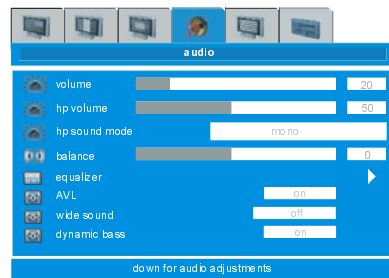 audio
volume 20
hp volume 50
hp sound mode mono
balance 0
equalizer
AVL on
wide sound off
dynamic bass on
down for audio adjustments